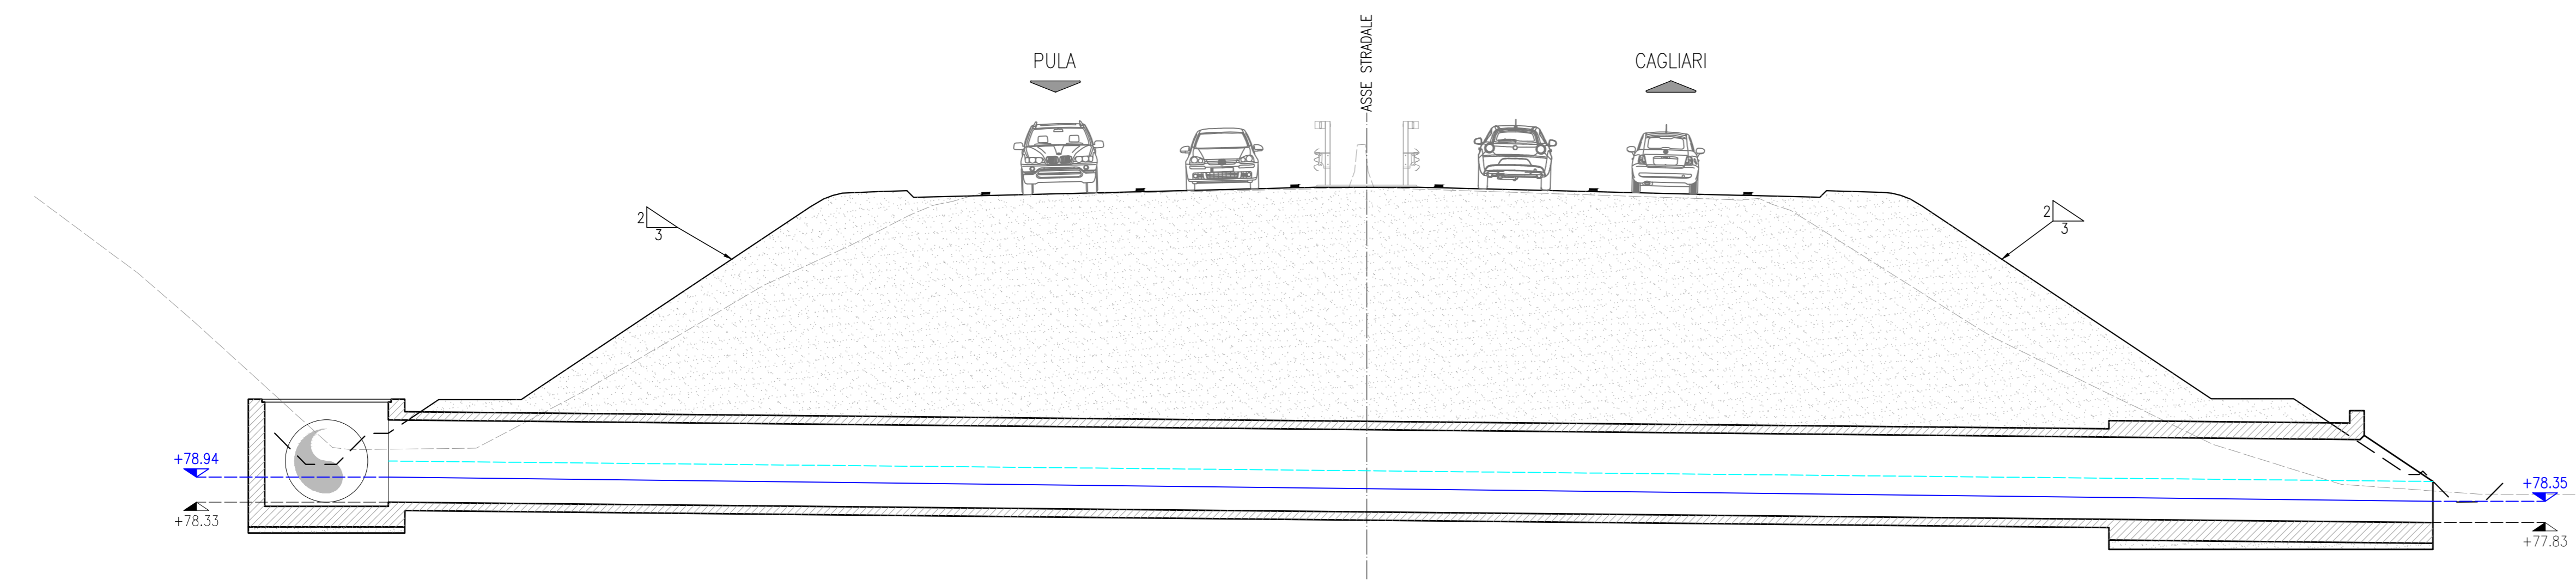 ASSE STRADALE
PULA
CAGLIARI
2
3
2
3
+78.94
+78.33
+78.35
+77.83